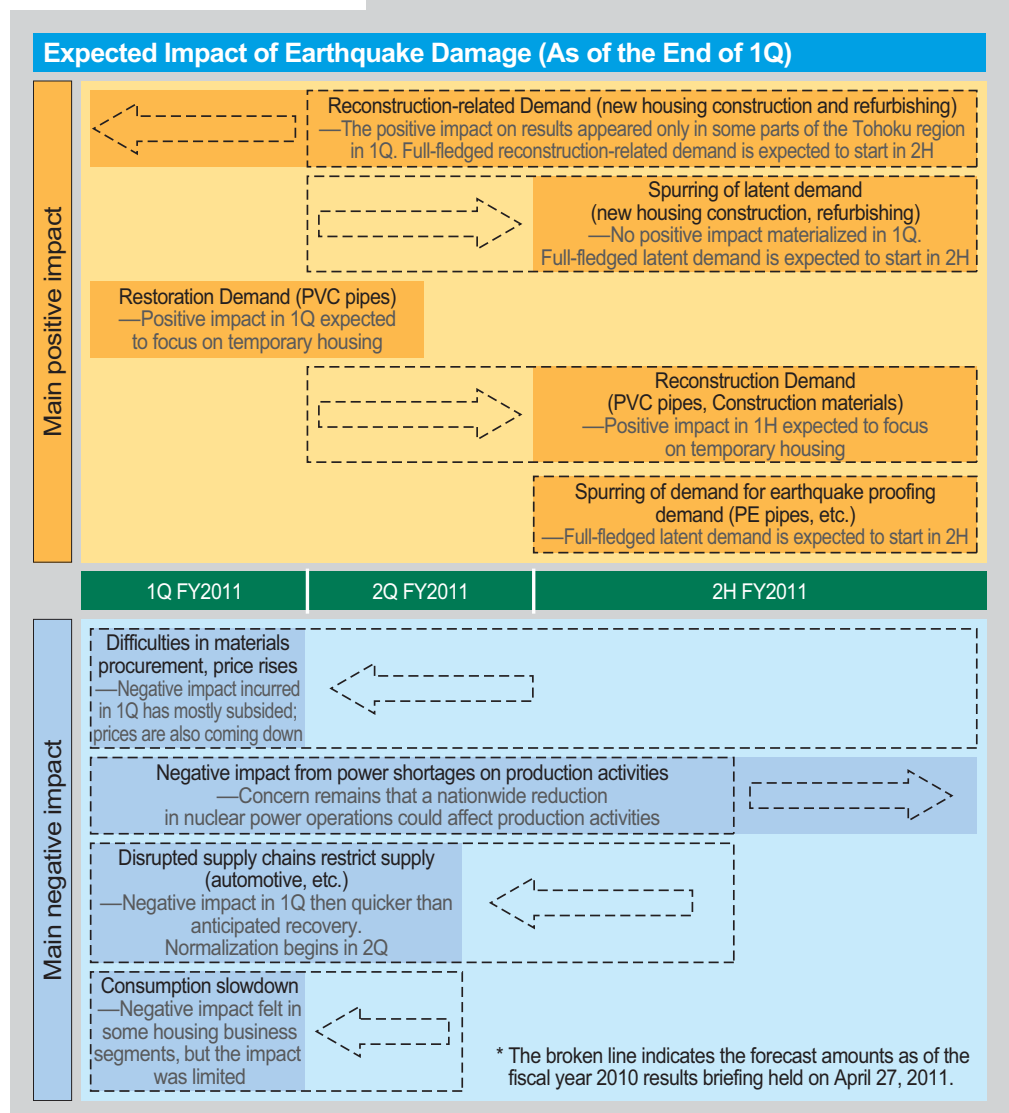 Expected Impact of Earthquake Damage (As of the End of 1Q)
Main positive impact
Reconstruction-related Demand (new housing construction and refurbishing)
—The positive impact on results appeared only in some parts of the Tohoku region
in 1Q. Full-fledged reconstruction-related demand is expected to start in 2H
Spurring of latent demand
(new housing construction, refurbishing)
—No positive impact materialized in 1Q.
Full-fledged latent demand is expected to start in 2H
Restoration Demand (PVC pipes)
—Positive impact in 1Q expected
to focus on temporary housing
Reconstruction Demand
(PVC pipes, Construction materials)
—Positive impact in 1H expected to focus
on temporary housing
Spurring of demand for earthquake proofing
demand (PE pipes, etc.)
—Full-fledged latent demand is expected to start in 2H
1Q FY2011
2Q FY2011
2H FY2011
Main negative impact
Difficulties in materials
procurement, price rises
—Negative impact incurred
in 1Q has mostly subsided;
prices are also coming down
Negative impact from power shortages on production activities
—Concern remains that a nationwide reduction
in nuclear power operations could affect production activities
Disrupted supply chains restrict supply
(automotive, etc.)
—Negative impact in 1Q then quicker than
anticipated recovery.
Normalization begins in 2Q
Consumption slowdown
—Negative impact felt in
some housing business
segments, but the impact
was limited
* The broken line indicates the forecast amounts as of the
fiscal year 2010 results briefing held on April 27, 2011.